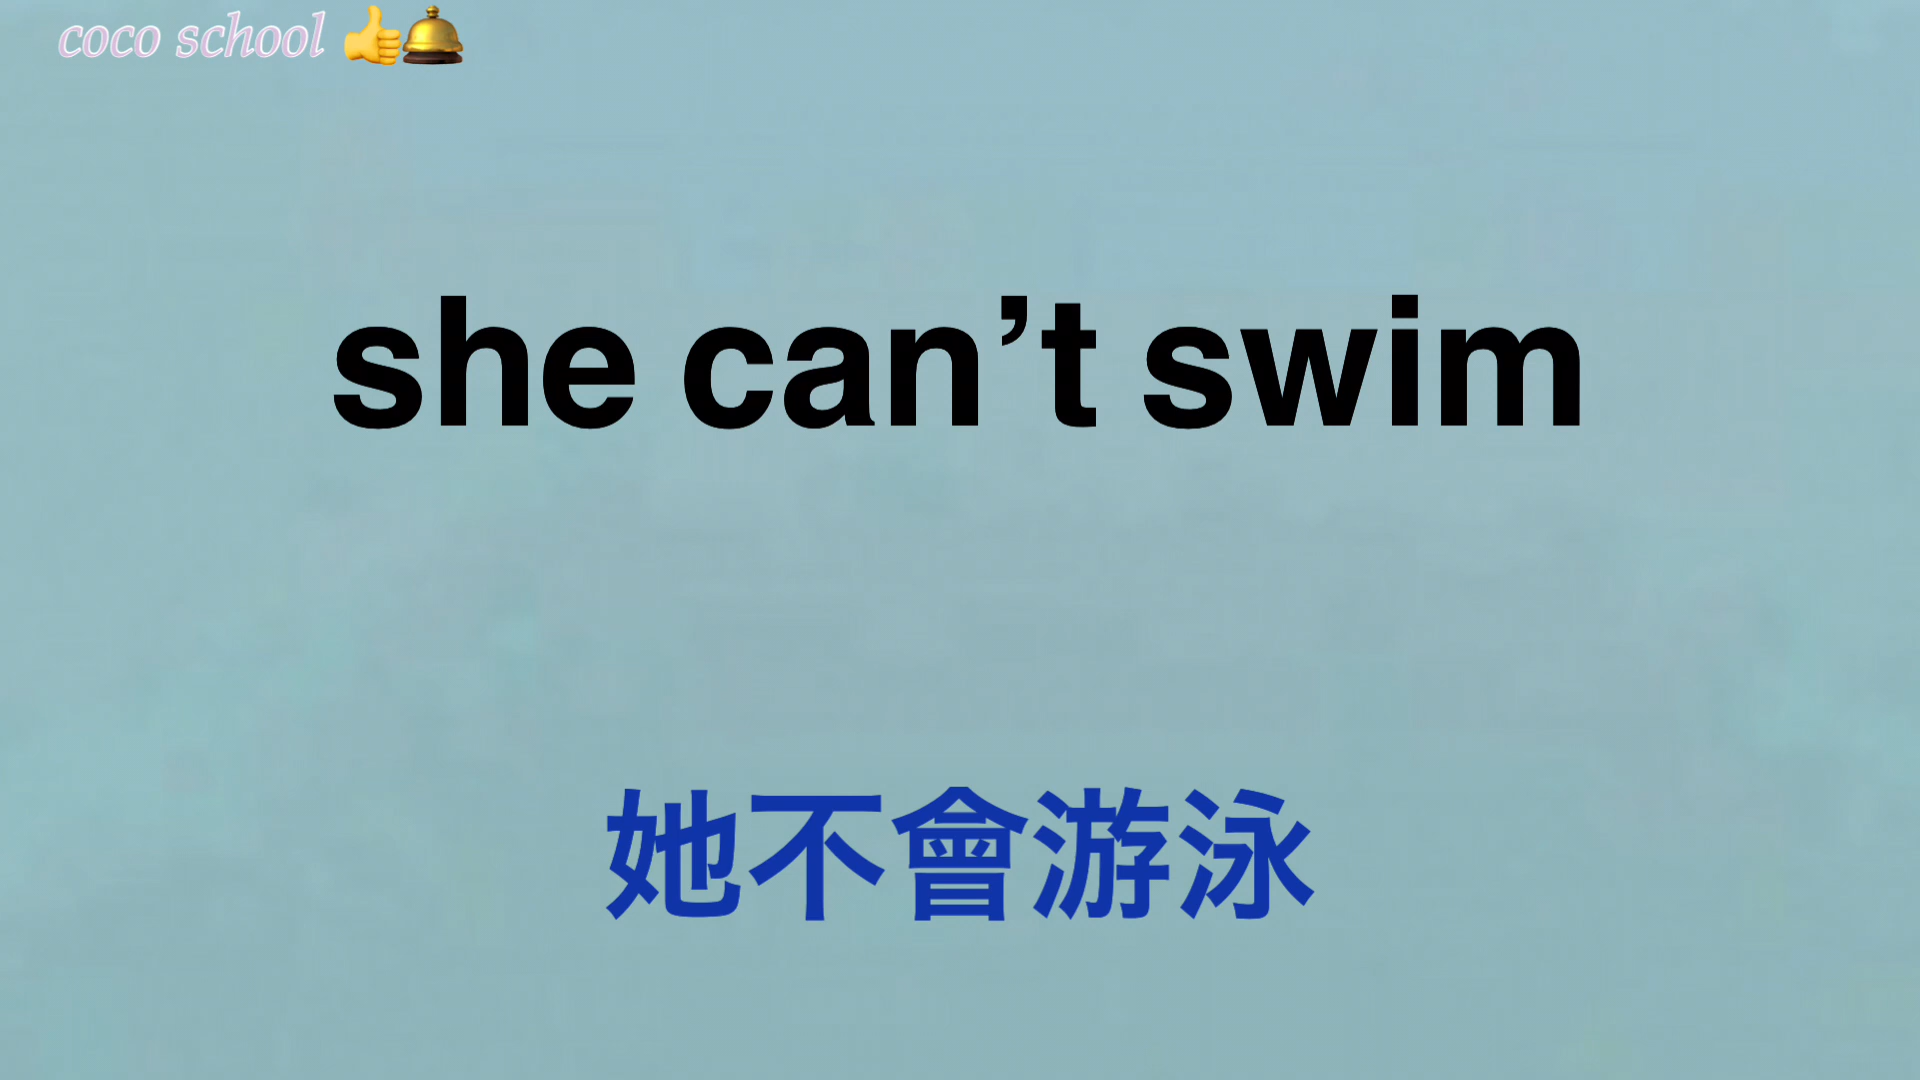 coco school 👍🛎️
she can’t swim
她不會游泳